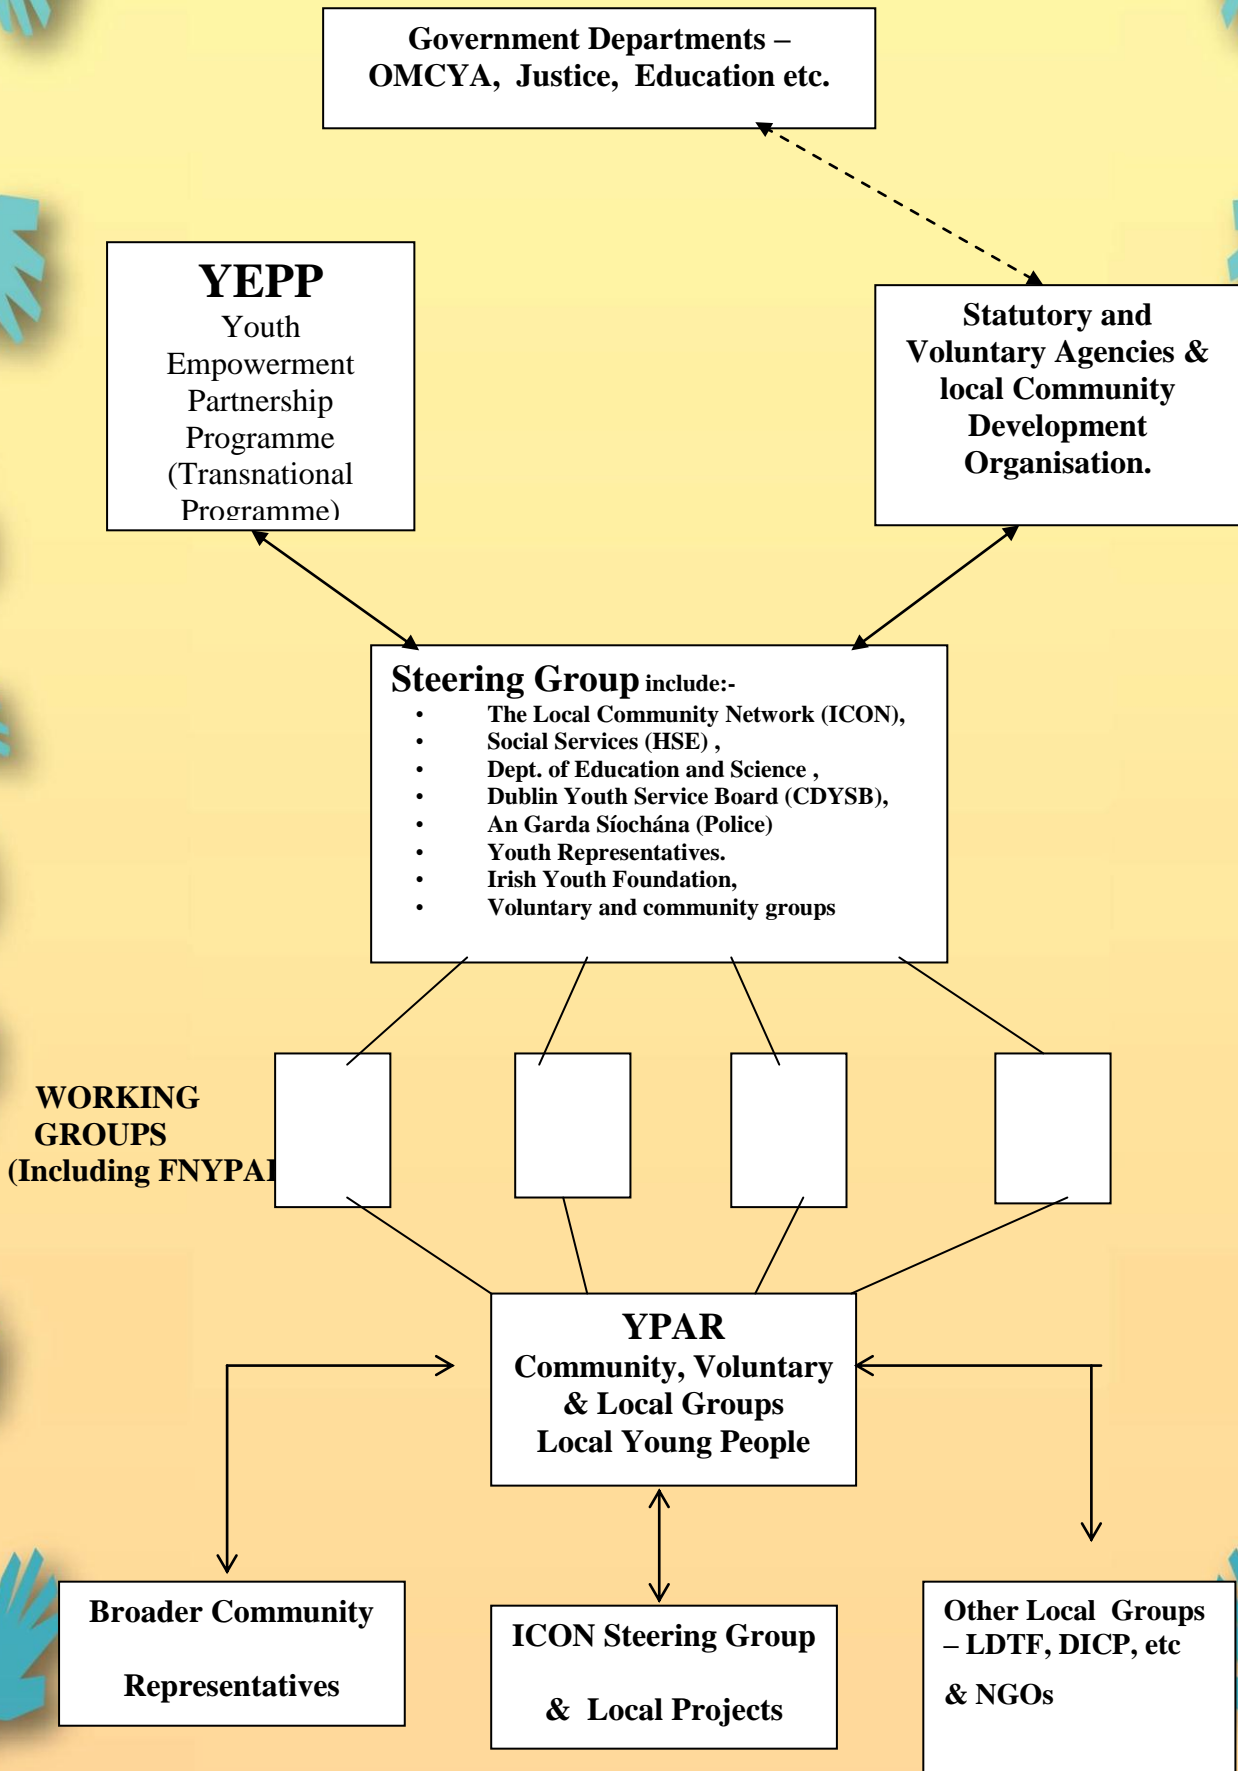 Government Departments –
OMCYA, Justice, Education etc.
YEPP
Youth
Empowerment
Partnership
Programme
(Transnational
Programme)
Statutory and
Voluntary Agencies &
local Community
Development
Organisation.
Steering Group include:-
• The Local Community Network (ICON),
• Social Services (HSE) ,
• Dept. of Education and Science ,
• Dublin Youth Service Board (CDYSB),
• An Garda Síochána (Police)
• Youth Representatives.
• Irish Youth Foundation,
• Voluntary and community groups
WORKING
GROUPS
(Including
YPAR
Community, Voluntary
& Local Groups
Local Young People
Broader Community
Representatives
ICON Steering Group
& Local Projects
Other Local Groups
– LDTF, DICP, etc
& NGOs